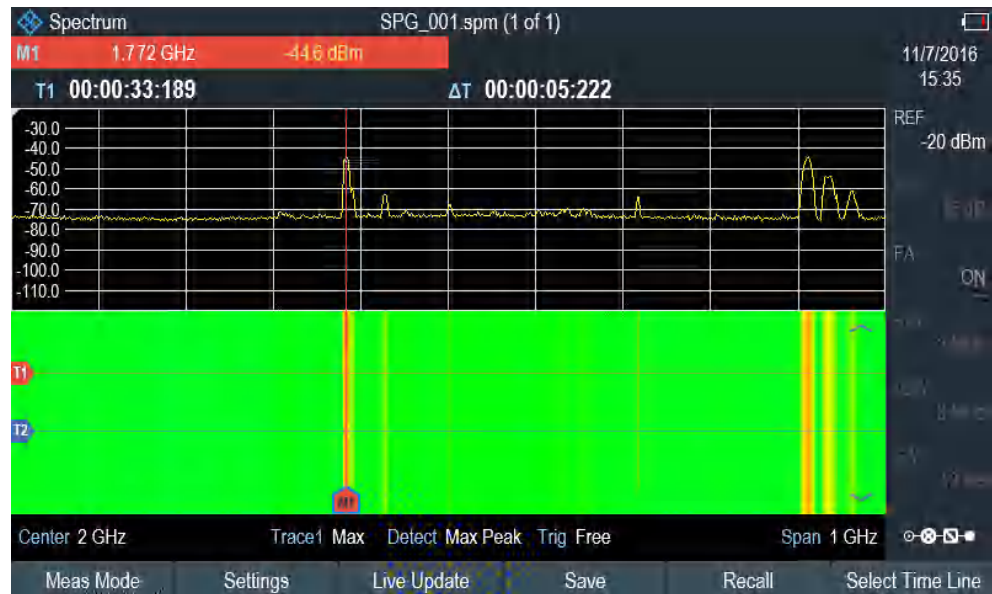 Spectrum SPG_001.spm (1 of 1)
M1 1.772 GHz -44.6 dBm
11/7/2016
15:35
T1 00:00:33:189 ΔT 00:00:05:222
REF
-20 dBm
-30.0
-40.0
-50.0
-60.0
-70.0
-80.0
-90.0
-100.0
-110.0
FA
ON
T1
T2
M1
Center 2 GHz Trace1 Max Detect Max Peak Trig Free Span 1 GHz
Meas Mode Settings Live Update Save Recall Select Time Line